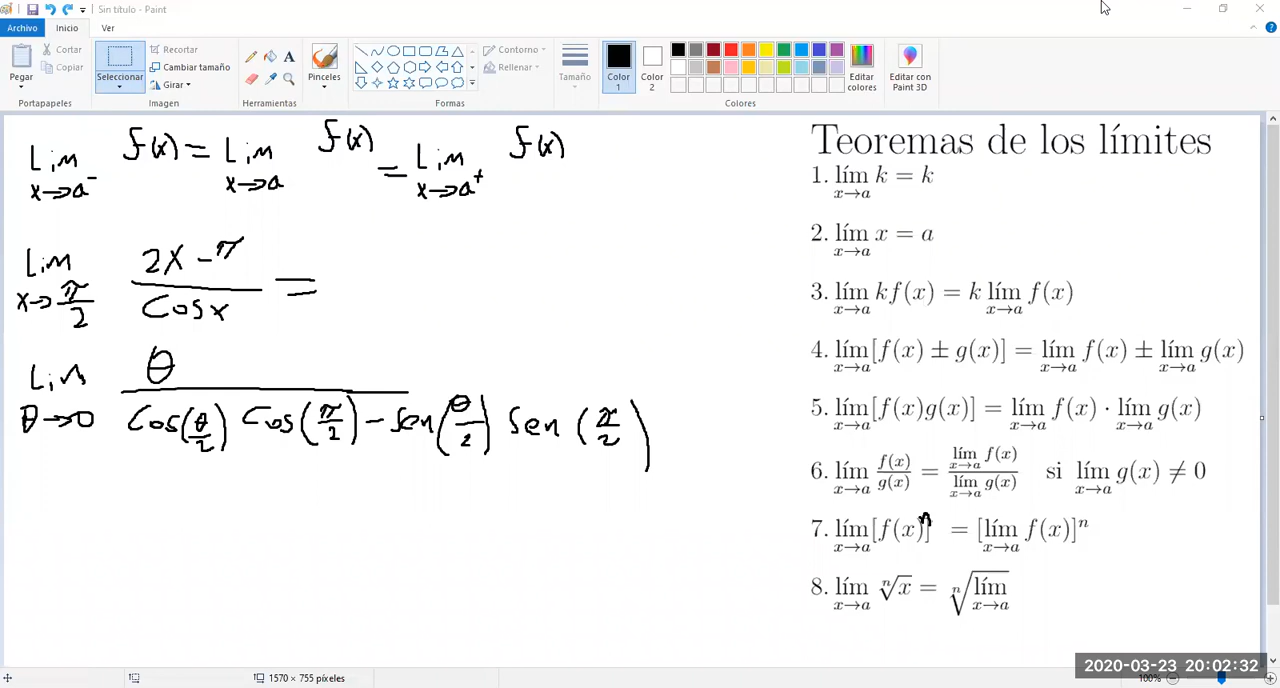 Sin título - Paint
Archivo Inicio Ver
Pegar Cortar Copiar Seleccionar Recortar Cambiar tamaño Girar Pinceles Contorno Rellenar Tamaño Color 1 Color 2 Editar colores Editar con Paint 3D
Portapapeles Imagen Herramientas Formas Colores
Lim x→a⁻ f(x) = Lim x→a f(x) = Lim x→a⁺ f(x)
Lim x→π/2 (2x - π)/(Cos x) =
Lim θ→0 θ/(Cos(θ/2) Cos(π/2) - Sen(θ/2) Sen(π/2))
Teoremas de los límites
1. lím x→a k = k
2. lím x→a x = a
3. lím x→a kf(x) = k lím x→a f(x)
4. lím x→a [f(x) ± g(x)] = lím x→a f(x) ± lím x→a g(x)
5. lím x→a [f(x)g(x)] = lím x→a f(x) · lím x→a g(x)
6. lím x→a f(x)/g(x) = lím x→a f(x)/lím x→a g(x) si lím x→a g(x) ≠ 0
7. lím x→a [f(x)]ⁿ = [lím x→a f(x)]ⁿ
8. lím x→a ⁿ√x = ⁿ√lím x→a
2020-03-23 20:02:32
1570 × 755 píxeles 100%